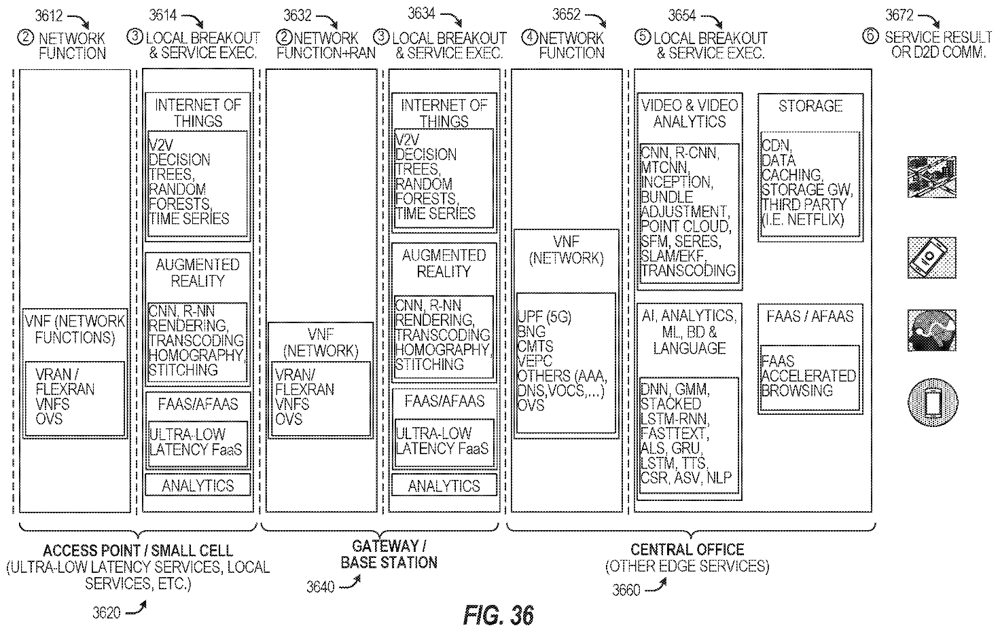 3612
② NETWORK
FUNCTION
3614
③ LOCAL BREAKOUT
& SERVICE EXEC.
3632
② NETWORK
FUNCTION+RAN
3634
③ LOCAL BREAKOUT
& SERVICE EXEC.
3652
④ NETWORK
FUNCTION
3654
⑤ LOCAL BREAKOUT
& SERVICE EXEC.
3672
⑥ SERVICE RESULT
OR D2D COMM.
VNF (NETWORK
FUNCTIONS)
VRAN /
FLEXRAN
VNFS
OVS
INTERNET OF
THINGS
V2V
DECISION
TREES,
RANDOM
FORESTS,
TIME SERIES
AUGMENTED
REALITY
CNN, R-NN
RENDERING,
TRANSCODING
HOMOGRAPHY,
STITCHING
FAAS/AFAAS
ULTRA-LOW
LATENCY FaaS
ANALYTICS
VNF
(NETWORK)
VRAN/
FLEXRAN
VNFS
OVS
INTERNET OF
THINGS
V2V
DECISION
TREES,
RANDOM
FORESTS,
TIME SERIES
AUGMENTED
REALITY
CNN, R-NN
RENDERING,
TRANSCODING
HOMOGRAPHY,
STITCHING
FAAS/AFAAS
ULTRA-LOW
LATENCY FaaS
ANALYTICS
VNF
(NETWORK)
UPF (5G)
BNG
CMTS
VEPC
OTHERS (AAA,
DNS,VOCS,...)
OVS
VIDEO & VIDEO
ANALYTICS
CNN, R-CNN,
MTCNN,
INCEPTION,
BUNDLE
ADJUSTMENT,
POINT CLOUD,
SFM, SERES,
SLAM/EKF,
TRANSCODING
AI, ANALYTICS,
ML, BD &
LANGUAGE
DNN, GMM,
STACKED
LSTM-RNN,
FASTTEXT,
ALS, GRU,
LSTM, TTS,
CSR, ASV, NLP
STORAGE
CDN,
DATA
CACHING,
STORAGE GW,
THIRD PARTY
(I.E. NETFLIX)
FAAS / AFAAS
FAAS
ACCELERATED
BROWSING
ACCESS POINT / SMALL CELL
(ULTRA-LOW LATENCY SERVICES, LOCAL
SERVICES, ETC.)
3620
GATEWAY /
BASE STATION
3640
CENTRAL OFFICE
(OTHER EDGE SERVICES)
3660
FIG. 36